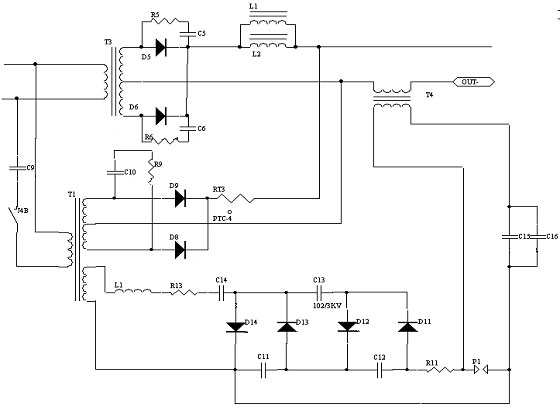 L1
R5
C5
T3
D5
L2
OUT-
T4
D6
C6
R6
C9
C10
R9
T1
D9
RT3
J4B
PTC-4
D8
C15
C16
L1
R13
C14
C13
102/3KV
D14
D13
D12
D11
C11
C12
R11
P1